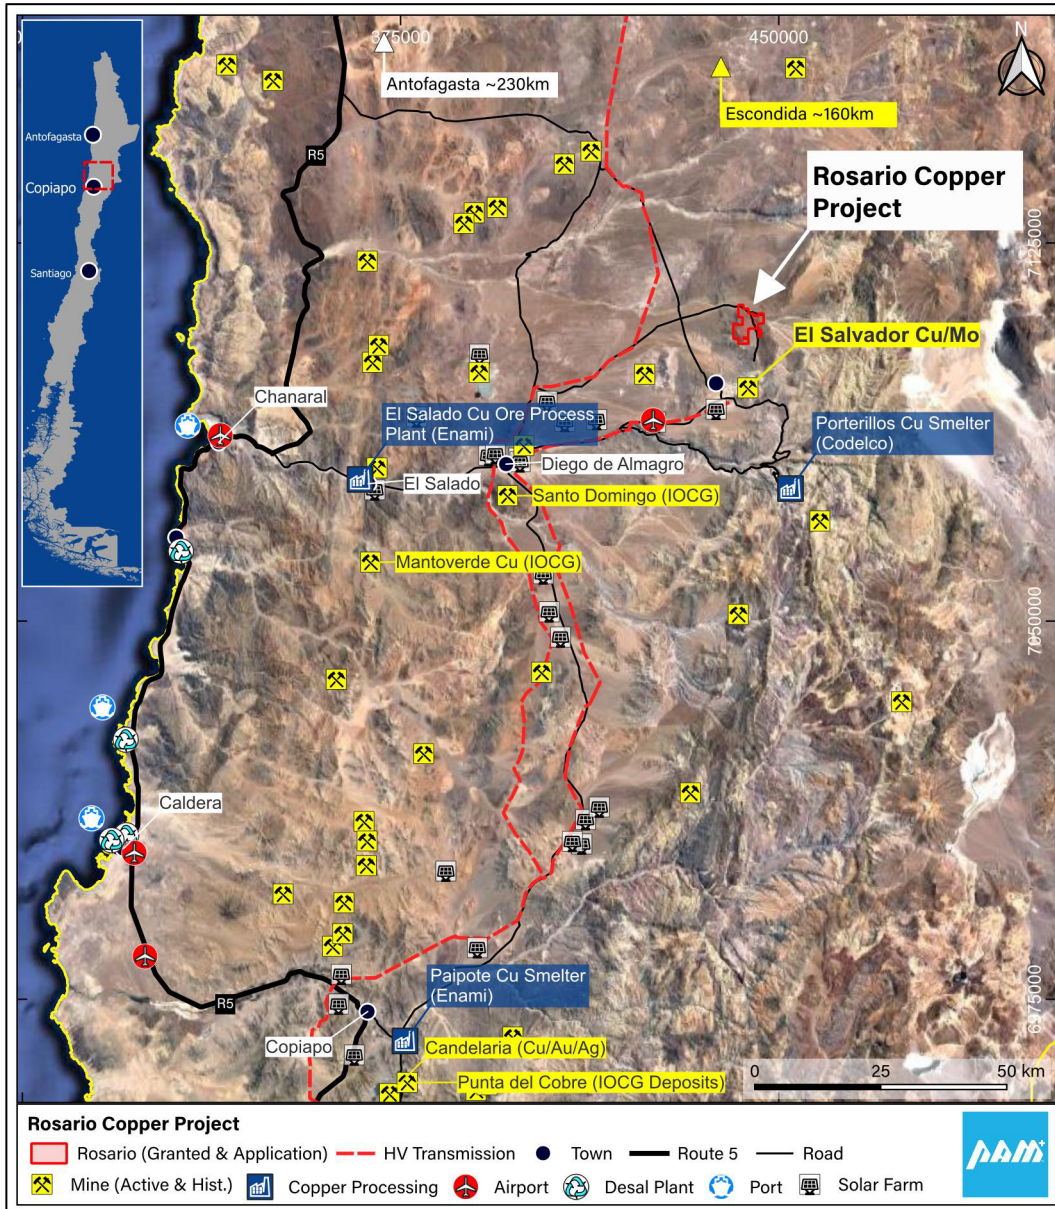 375000
450000
N
Antofagasta ~230km
Escondida ~160km
Antofagasta
Copiapo
Santiago
R5
Rosario Copper
Project
7125000
El Salvador Cu/Mo
Chanaral
El Salado Cu Ore Process
Plant (Enami)
Porterillos Cu Smelter
(Codelco)
Diego de Almagro
El Salado
Santo Domingo (IOCG)
Mantoverde Cu (IOCG)
7050000
Caldera
Paipote Cu Smelter
(Enami)
R5
6975000
Copiapo
Candelaria (Cu/Au/Ag)
Punta del Cobre (IOCG Deposits)
0 25 50 km
Rosario Copper Project
Rosario (Granted & Application) HV Transmission Town Route 5 Road
Mine (Active & Hist.) Copper Processing Airport Desal Plant Port Solar Farm
PAM+